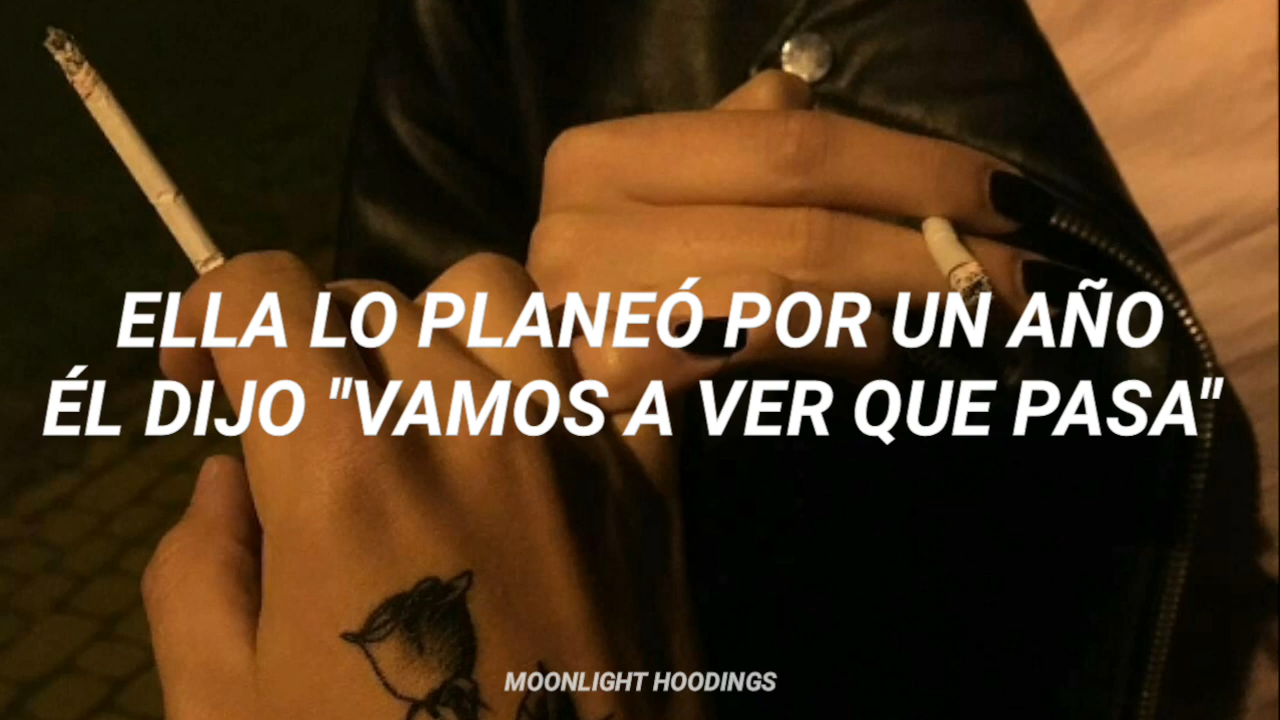 ELLA LO PLANEÓ POR UN AÑO
ÉL DIJO "VAMOS A VER QUE PASA"
MOONLIGHT HOODINGS